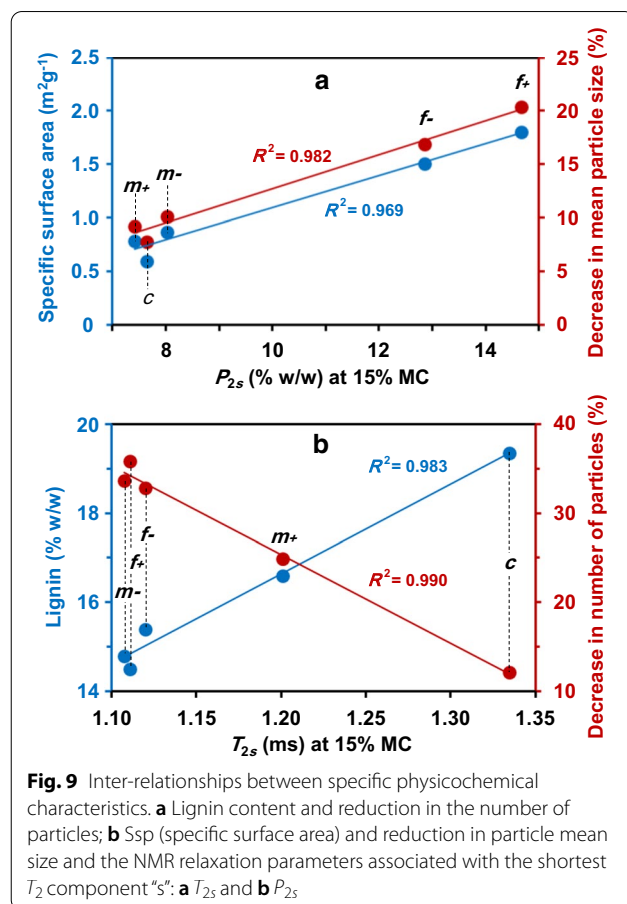 Specific surface area (m²g⁻¹)
Decrease in mean particle size (%)
2.5
2.0
1.5
1.0
0.5
0
a
25
20
15
10
5
0
f+
f-
R² = 0.982
R² = 0.969
m+
m-
c
8
10
12
14
P2s (% w/w) at 15% MC
Lignin (% w/w)
Decrease in number of particles (%)
20
18
16
14
b
40
30
20
10
R² = 0.983
R² = 0.990
m-
f+
f-
m+
c
1.10
1.15
1.20
1.25
1.30
1.35
T2s (ms) at 15% MC
Fig. 9 Inter-relationships between specific physicochemical
characteristics. a Lignin content and reduction in the number of
particles; b Ssp (specific surface area) and reduction in particle mean
size and the NMR relaxation parameters associated with the shortest
T2 component “s”: a T2s and b P2s